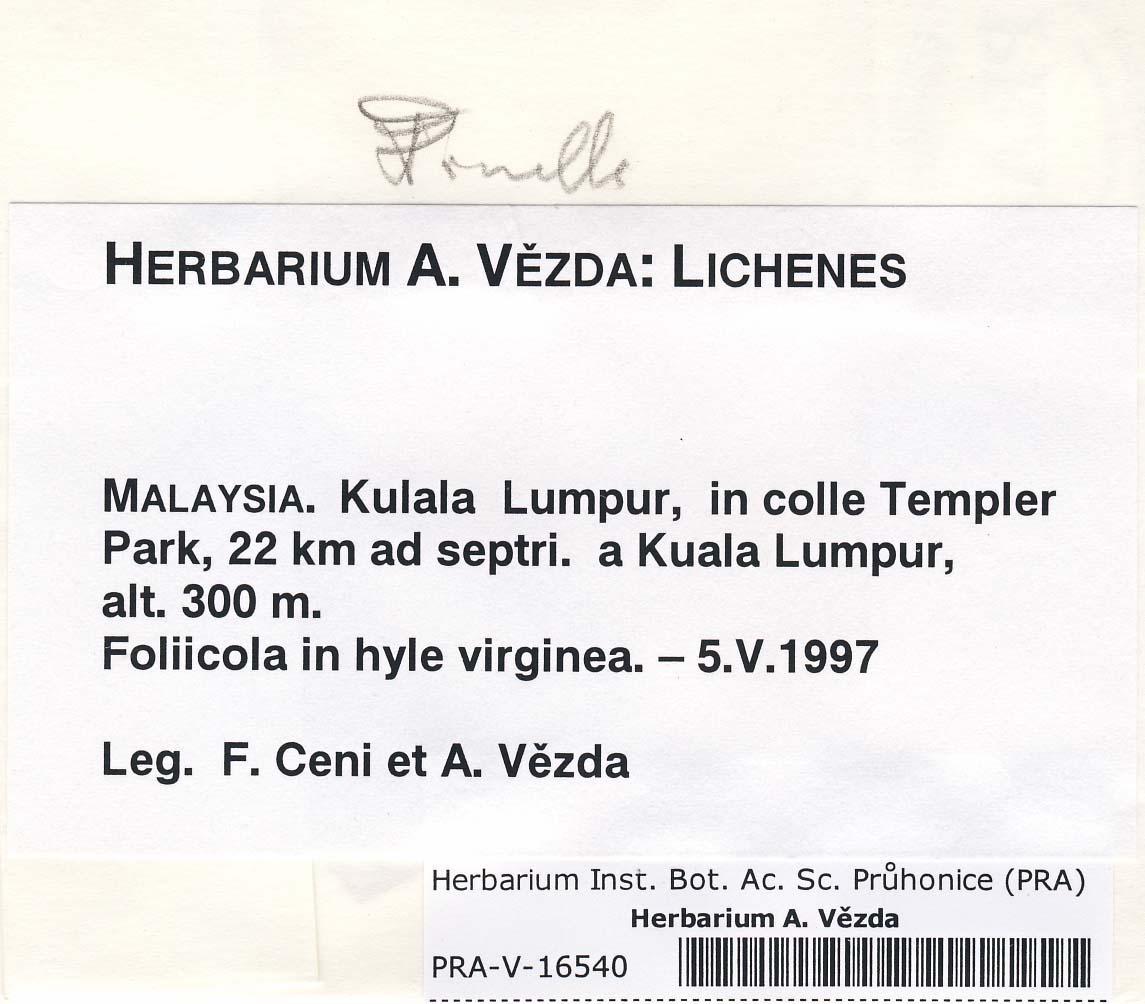 HERBARIUM A. VĚZDA: LICHENES
MALAYSIA. Kulala Lumpur, in colle Templer
Park, 22 km ad septri. a Kuala Lumpur,
alt. 300 m.
Foliicola in hyle virginea. – 5.V.1997
Leg. F. Ceni et A. Vězda
Herbarium Inst. Bot. Ac. Sc. Průhonice (PRA)
Herbarium A. Vězda
PRA-V-16540